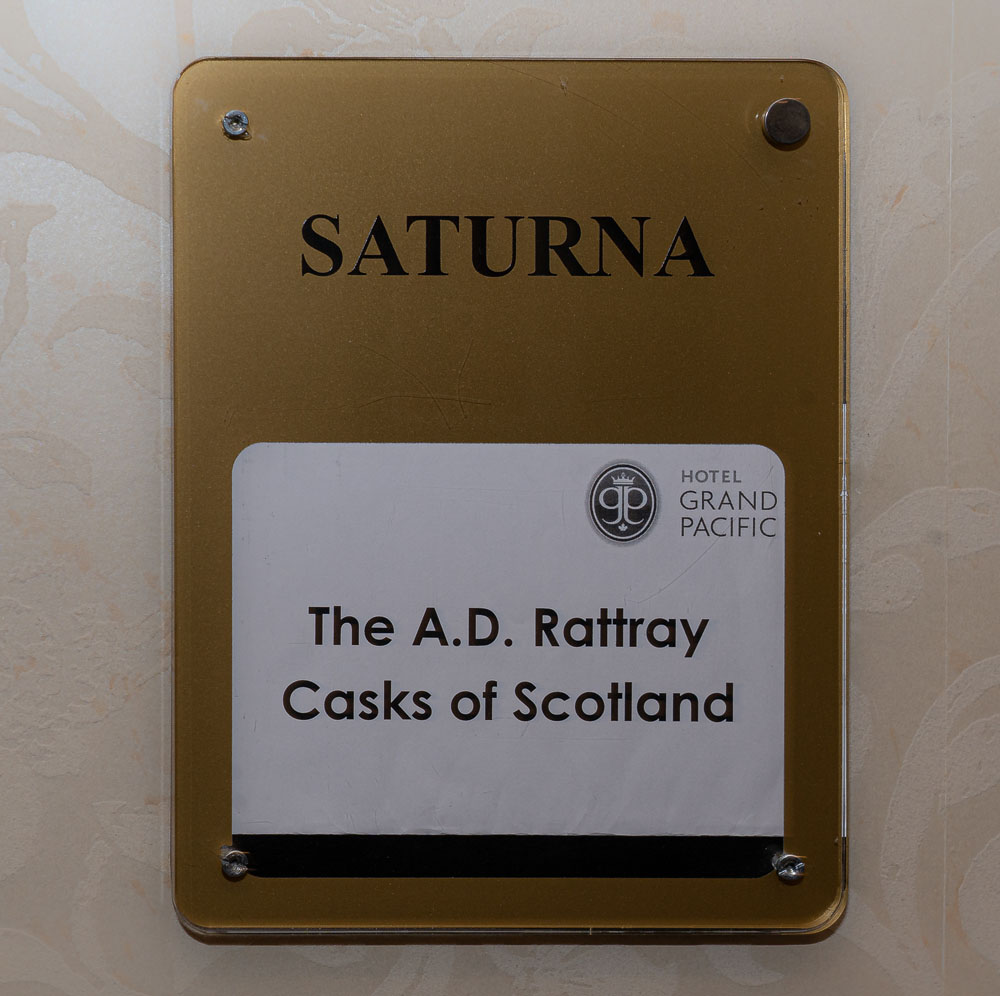 SATURNA
HOTEL
GRAND
PACIFIC
The A.D. Rattray
Casks of Scotland